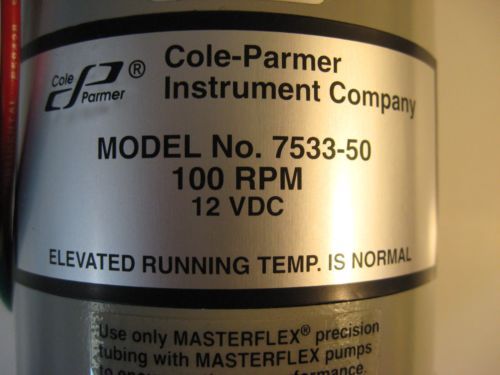 Cole
Parmer
®
Cole-Parmer
Instrument Company
MODEL No. 7533-50
100 RPM
12 VDC
ELEVATED RUNNING TEMP. IS NORMAL
Use only MASTERFLEX® precision
tubing with MASTERFLEX pumps
to